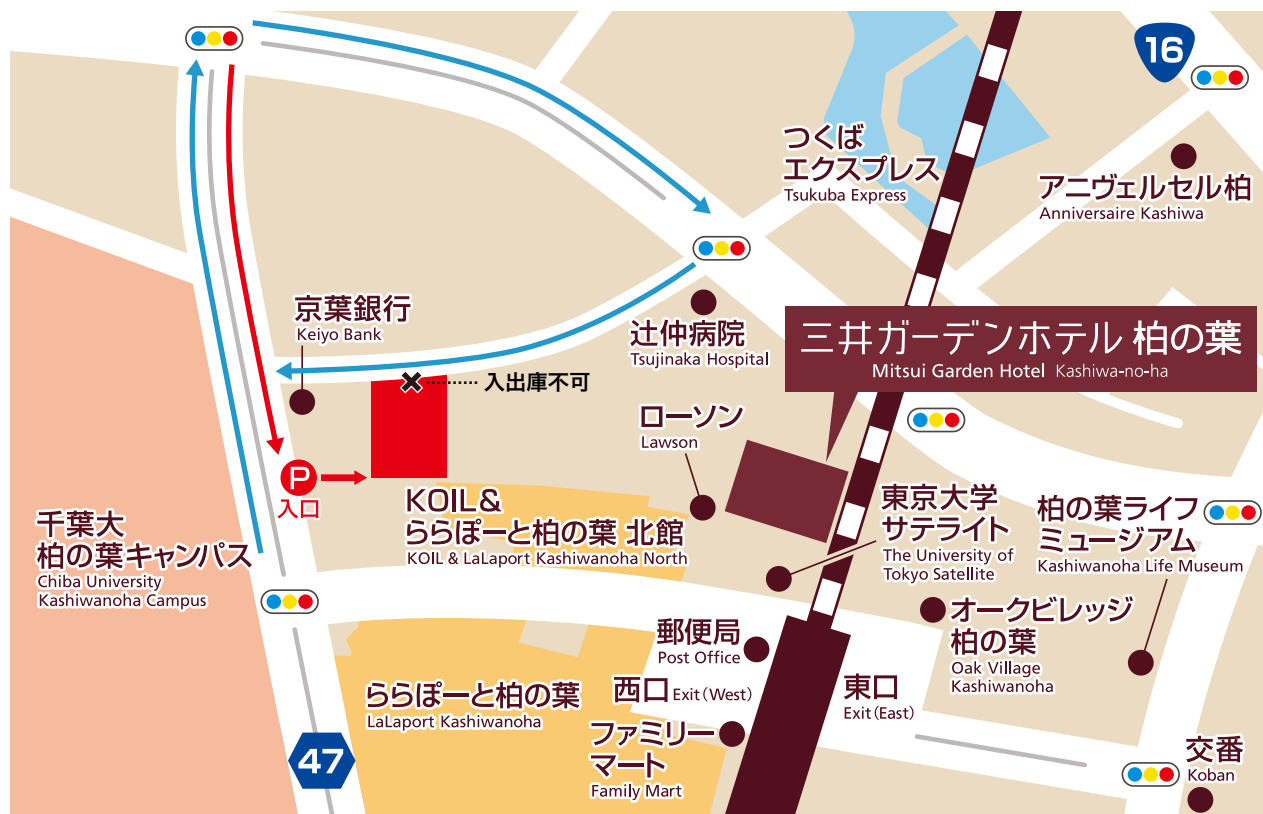 16
つくば
エクスプレス
Tsukuba Express
アニヴェルセル柏
Anniversaire Kashiwa
京葉銀行
Keiyo Bank
辻仲病院
Tsujinaka Hospital
三井ガーデンホテル 柏の葉
Mitsui Garden Hotel Kashiwa-no-ha
入出庫不可
ローソン
Lawson
P
入口
KOIL&
ららぽーと柏の葉 北館
KOIL & LaLaport Kashiwanoha North
東京大学
サテライト
The University of
Tokyo Satellite
柏の葉ライフ
ミュージアム
Kashiwanoha Life Museum
千葉大
柏の葉キャンパス
Chiba University
Kashiwanoha Campus
オークビレッジ
柏の葉
Oak Village
Kashiwanoha
郵便局
Post Office
西口 Exit(West)
東口
Exit(East)
ららぽーと柏の葉
LaLaport Kashiwanoha
ファミリー
マート
Family Mart
47
交番
Koban